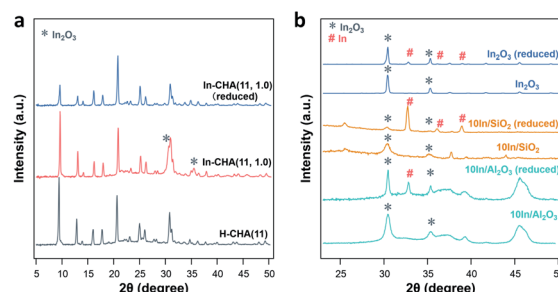 a
* In₂O₃
In-CHA(11, 1.0)
(reduced)
*
*
In-CHA(11, 1.0)
H-CHA(11)
Intensity (a.u.)
5 10 15 20 25 30 35 40 45 50
2θ (degree)
b
* In₂O₃
# In
* # * # # #
In₂O₃ (reduced)
* *
In₂O₃
* # * # #
10In/SiO₂ (reduced)
* *
10In/SiO₂
* # *
10In/Al₂O₃ (reduced)
* *
10In/Al₂O₃
Intensity (a.u.)
25 30 35 40 45 50
2θ (degree)